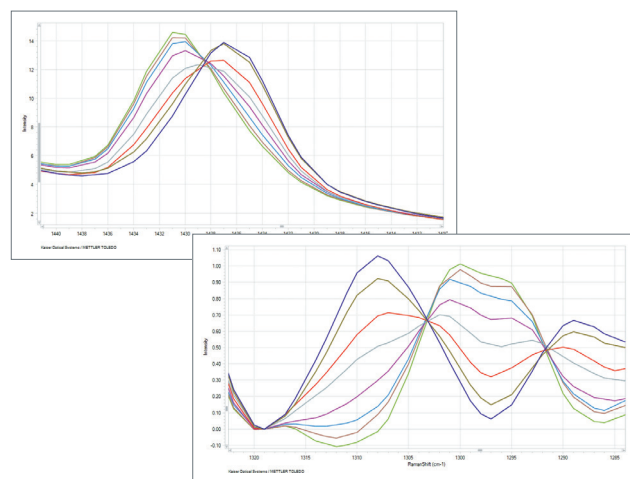 14
12
10
8
6
4
2
Intensity
1440 1438 1436 1434 1432 1430
Kaiser Optical Systems / METTLER TOLEDO
1.10
1.00
0.90
0.80
0.70
0.60
0.50
0.40
0.30
0.20
0.10
0.00
-0.10
Intensity
1320 1315 1310 1305 1300 1295 1290 1285
RamanShift (cm-1)
Kaiser Optical Systems / METTLER TOLEDO